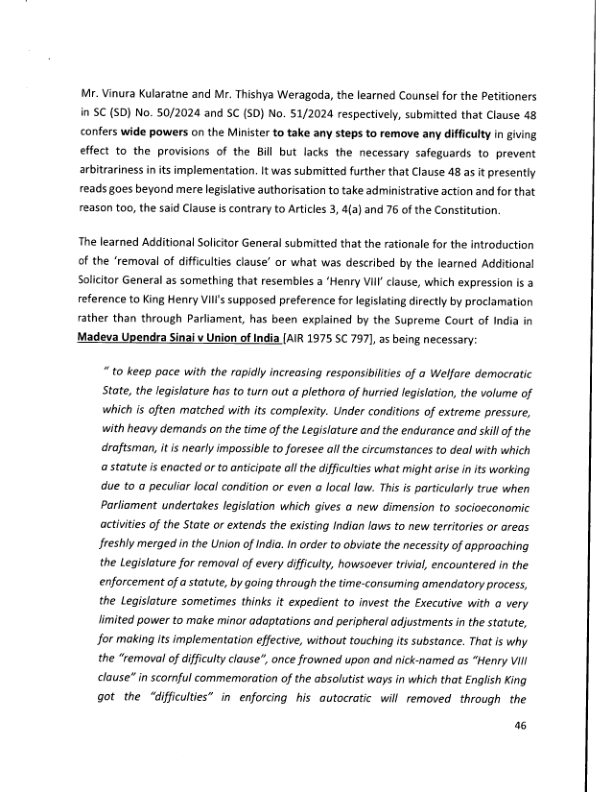 Mr. Vinura Kularatne and Mr. Thishya Weragoda, the learned Counsel for the Petitioners
in SC (SD) No. 50/2024 and SC (SD) No. 51/2024 respectively, submitted that Clause 48
confers wide powers on the Minister to take any steps to remove any difficulty in giving
effect to the provisions of the Bill but lacks the necessary safeguards to prevent
arbitrariness in its implementation. It was submitted further that Clause 48 as it presently
reads goes beyond mere legislative authorisation to take administrative action and for that
reason too, the said Clause is contrary to Articles 3, 4(a) and 76 of the Constitution.
The learned Additional Solicitor General submitted that the rationale for the introduction
of the ‘removal of difficulties clause’ or what was described by the learned Additional
Solicitor General as something that resembles a ‘Henry VIII’ clause, which expression is a
reference to King Henry VIII's supposed preference for legislating directly by proclamation
rather than through Parliament, has been explained by the Supreme Court of India in
Madeva Upendra Sinai v Union of India [AIR 1975 SC 797], as being necessary:
“ to keep pace with the rapidly increasing responsibilities of a Welfare democratic
State, the legislature has to turn out a plethora of hurried legislation, the volume of
which is often matched with its complexity. Under conditions of extreme pressure,
with heavy demands on the time of the Legislature and the endurance and skill of the
draftsman, it is nearly impossible to foresee all the circumstances to deal with which
a statute is enacted or to anticipate all the difficulties what might arise in its working
due to a peculiar local condition or even a local law. This is particularly true when
Parliament undertakes legislation which gives a new dimension to socioeconomic
activities of the State or extends the existing Indian laws to new territories or areas
freshly merged in the Union of India. In order to obviate the necessity of approaching
the Legislature for removal of every difficulty, howsoever trivial, encountered in the
enforcement of a statute, by going through the time-consuming amendatory process,
the Legislature sometimes thinks it expedient to invest the Executive with a very
limited power to make minor adaptations and peripheral adjustments in the statute,
for making its implementation effective, without touching its substance. That is why
the “removal of difficulty clause”, once frowned upon and nick-named as “Henry VIII
clause” in scornful commemoration of the absolutist ways in which that English King
got the “difficulties” in enforcing his autocratic will removed through the
46